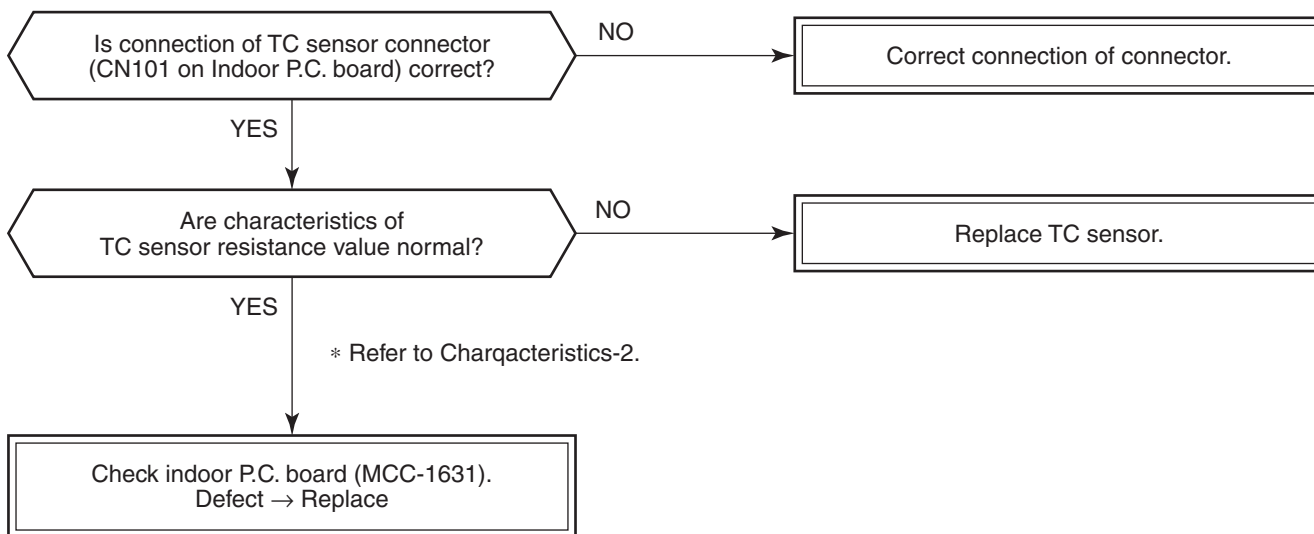 Is connection of TC sensor connector
(CN101 on Indoor P.C. board) correct?
NO
Correct connection of connector.
YES
Are characteristics of
TC sensor resistance value normal?
NO
Replace TC sensor.
YES
* Refer to Charqacteristics-2.
Check indoor P.C. board (MCC-1631).
Defect → Replace